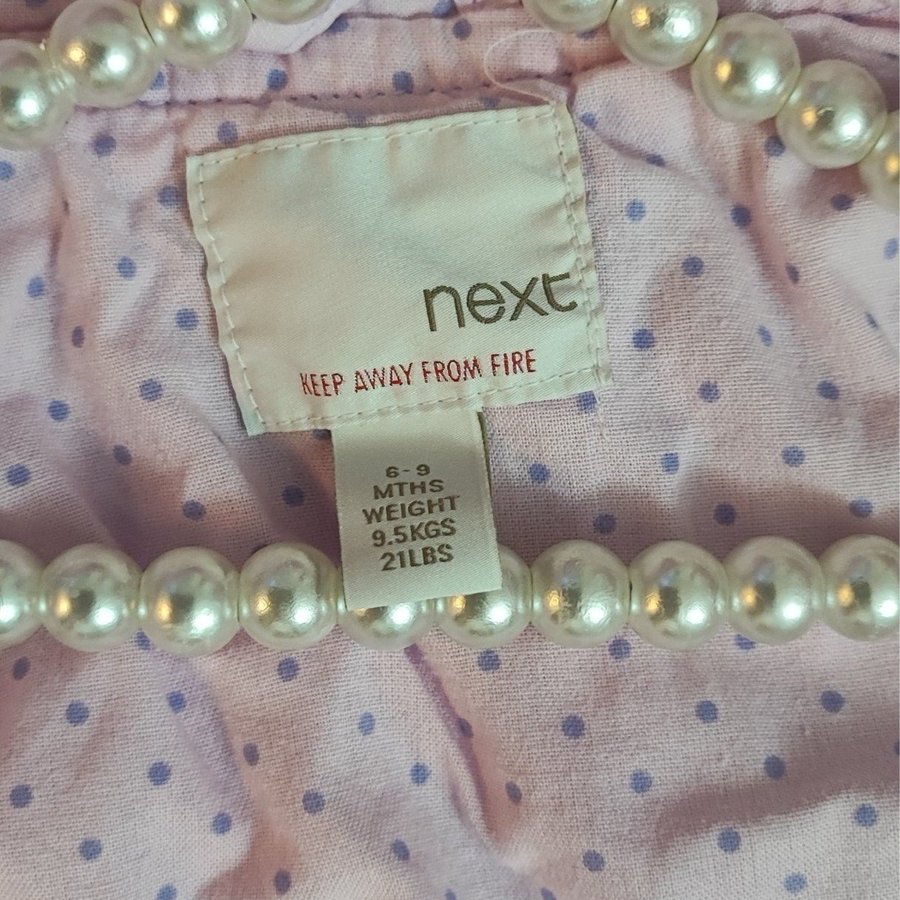 next
KEEP AWAY FROM FIRE
6-9
MTHS
WEIGHT
9.5KGS
21LBS